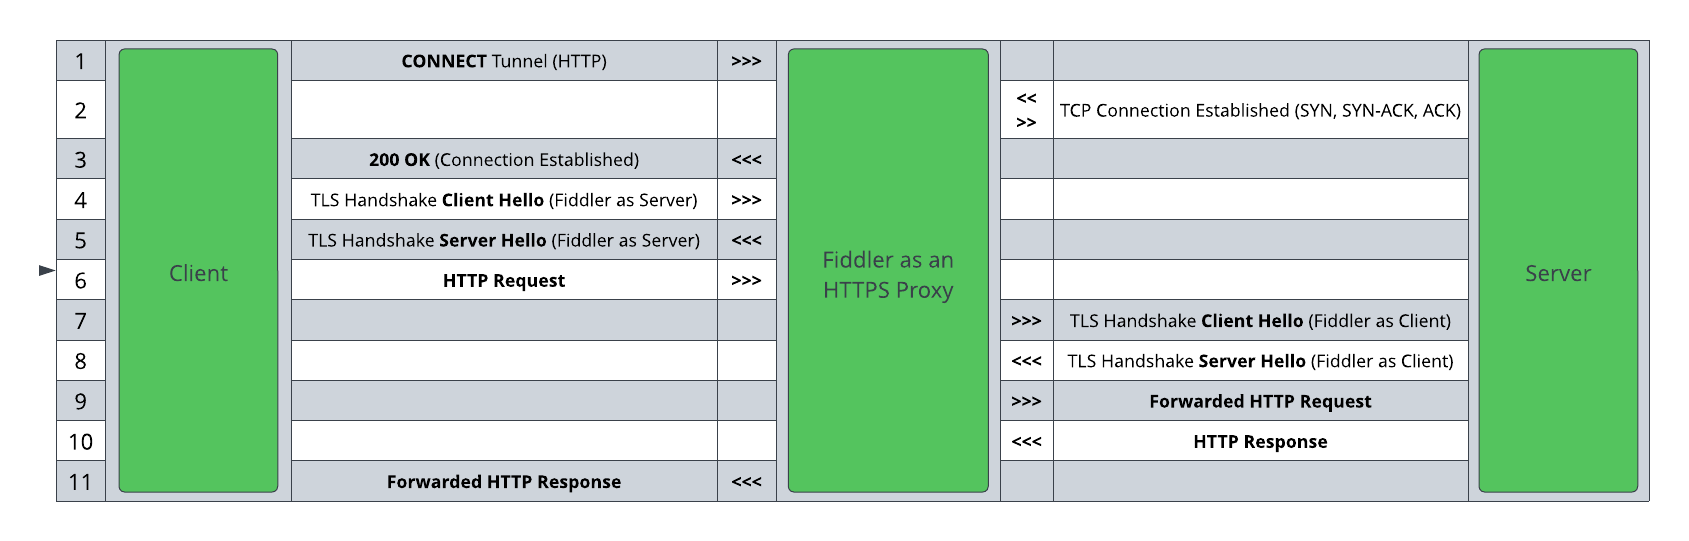 1
CONNECT Tunnel (HTTP) >>>
2
<<
>>
TCP Connection Established (SYN, SYN-ACK, ACK)
3
200 OK (Connection Established) <<<
4
TLS Handshake Client Hello (Fiddler as Server) >>>
5
TLS Handshake Server Hello (Fiddler as Server) <<<
Client
Fiddler as an
HTTPS Proxy
Server
6
HTTP Request >>>
7
>>> TLS Handshake Client Hello (Fiddler as Client)
8
<<< TLS Handshake Server Hello (Fiddler as Client)
9
>>> Forwarded HTTP Request
10
<<< HTTP Response
11
Forwarded HTTP Response <<<